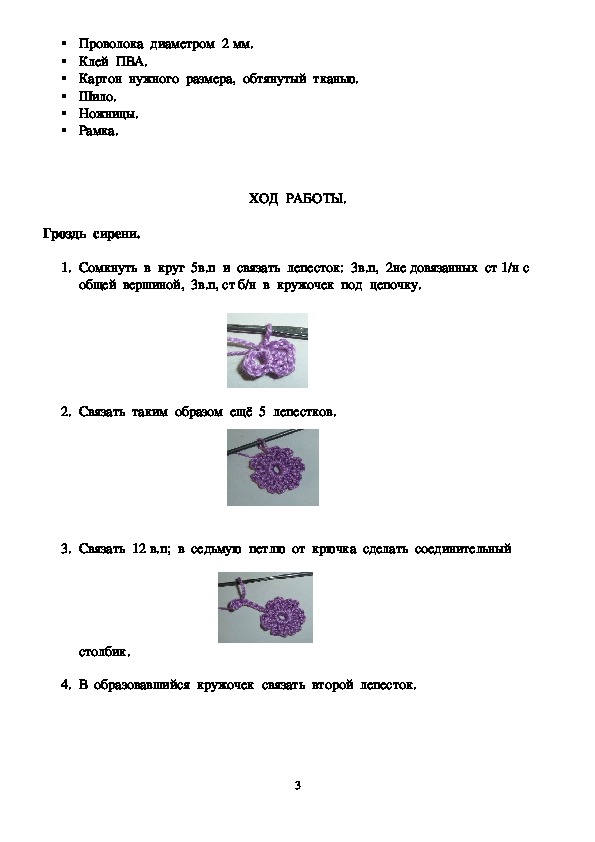 ▪ Проволока диаметром 2 мм.
▪ Клей ПВА.
▪ Картон нужного размера, обтянутый тканью.
▪ Шило.
▪ Ножницы.
▪ Рамка.
ХОД РАБОТЫ.
Гроздь сирени.
1. Сомкнуть в круг 5в.п и связать лепесток: 3в.п, 2не довязанных ст 1/н с
общей вершиной, 3в.п, ст б/н в кружочек под цепочку.
2. Связать таким образом ещё 5 лепестков.
3. Связать 12 в.п; в седьмую петлю от крючка сделать соединительный
столбик.
4. В образовавшийся кружочек связать второй лепесток.
3